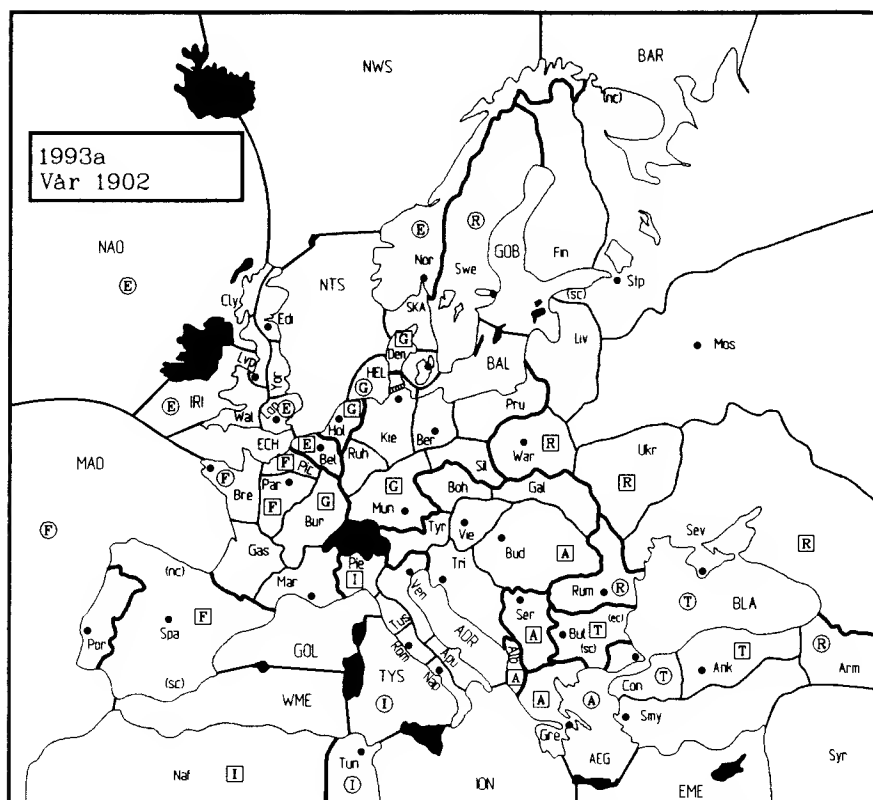 NWS
BAR
(nc)
1993a
Vår 1902
NAO
E
E
R
NTS
Nor
Swe
GOB
Fin
Stp
(sc)
Cly
Edi
SKA
Liv
Mos
G
Den
Lvp
Yor
HEL
BAL
IRI
E
Wal
Lon
E
G
G
Hol
Kie
Ber
Pru
ECH
E
Bel
Ruh
War
R
Ukr
MAO
F
Pic
Sil
R
F
Bre
Par
F
G
Bur
G
Mun
Boh
Gal
F
Tyr
Vie
Sev
Gas
Bud
A
R
(nc)
Mar
Pie
I
Ven
Tri
Rum
R
T
BLA
Por
Spa
F
Tus
ADR
Ser
A
Bul
T
(ec)
(sc)
GOL
Rom
Apu
Alb
A
T
Ank
R
Arm
(sc)
WME
TYS
Nap
I
A
A
Con
T
Gre
Smy
Tun
I
AEG
Syr
Naf
I
ION
EME